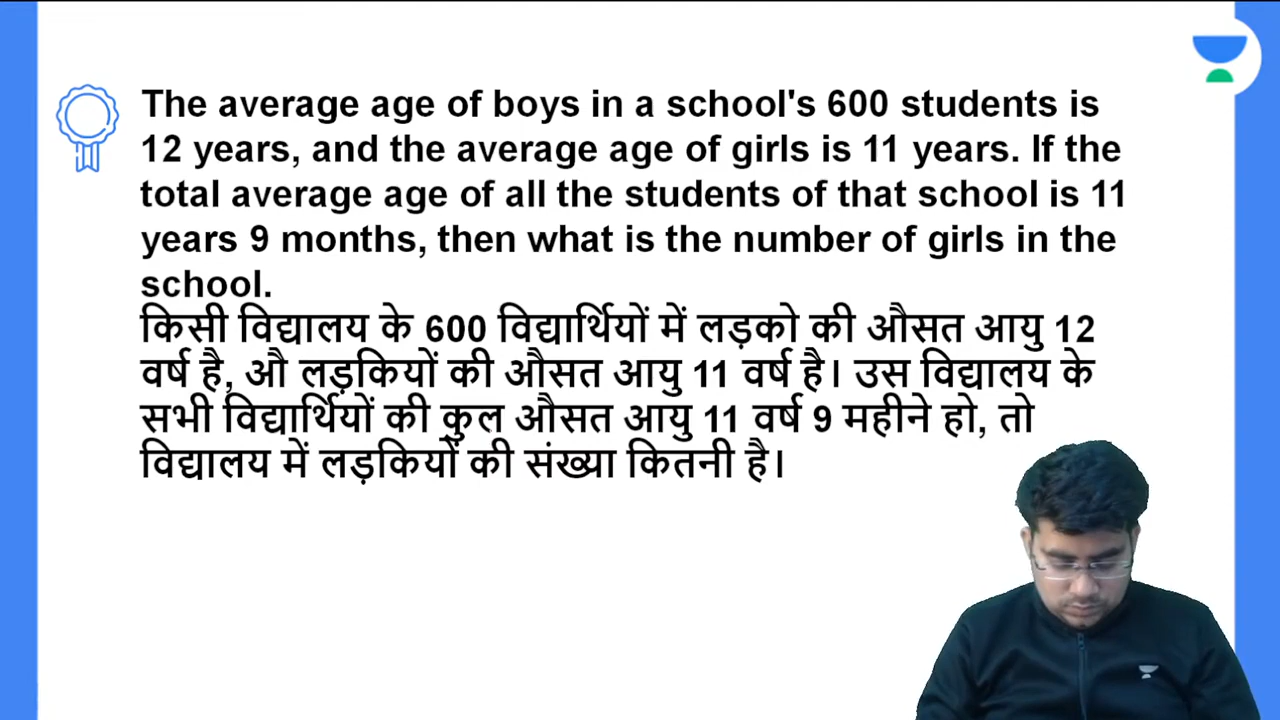 The average age of boys in a school's 600 students is
12 years, and the average age of girls is 11 years. If the
total average age of all the students of that school is 11
years 9 months, then what is the number of girls in the
school.
किसी विद्यालय के 600 विद्यार्थियों में लड़को की औसत आयु 12
वर्ष है, औ लड़कियों की औसत आयु 11 वर्ष है। उस विद्यालय के
सभी विद्यार्थियों की कुल औसत आयु 11 वर्ष 9 महीने हो, तो
विद्यालय में लड़कियों की संख्या कितनी है।